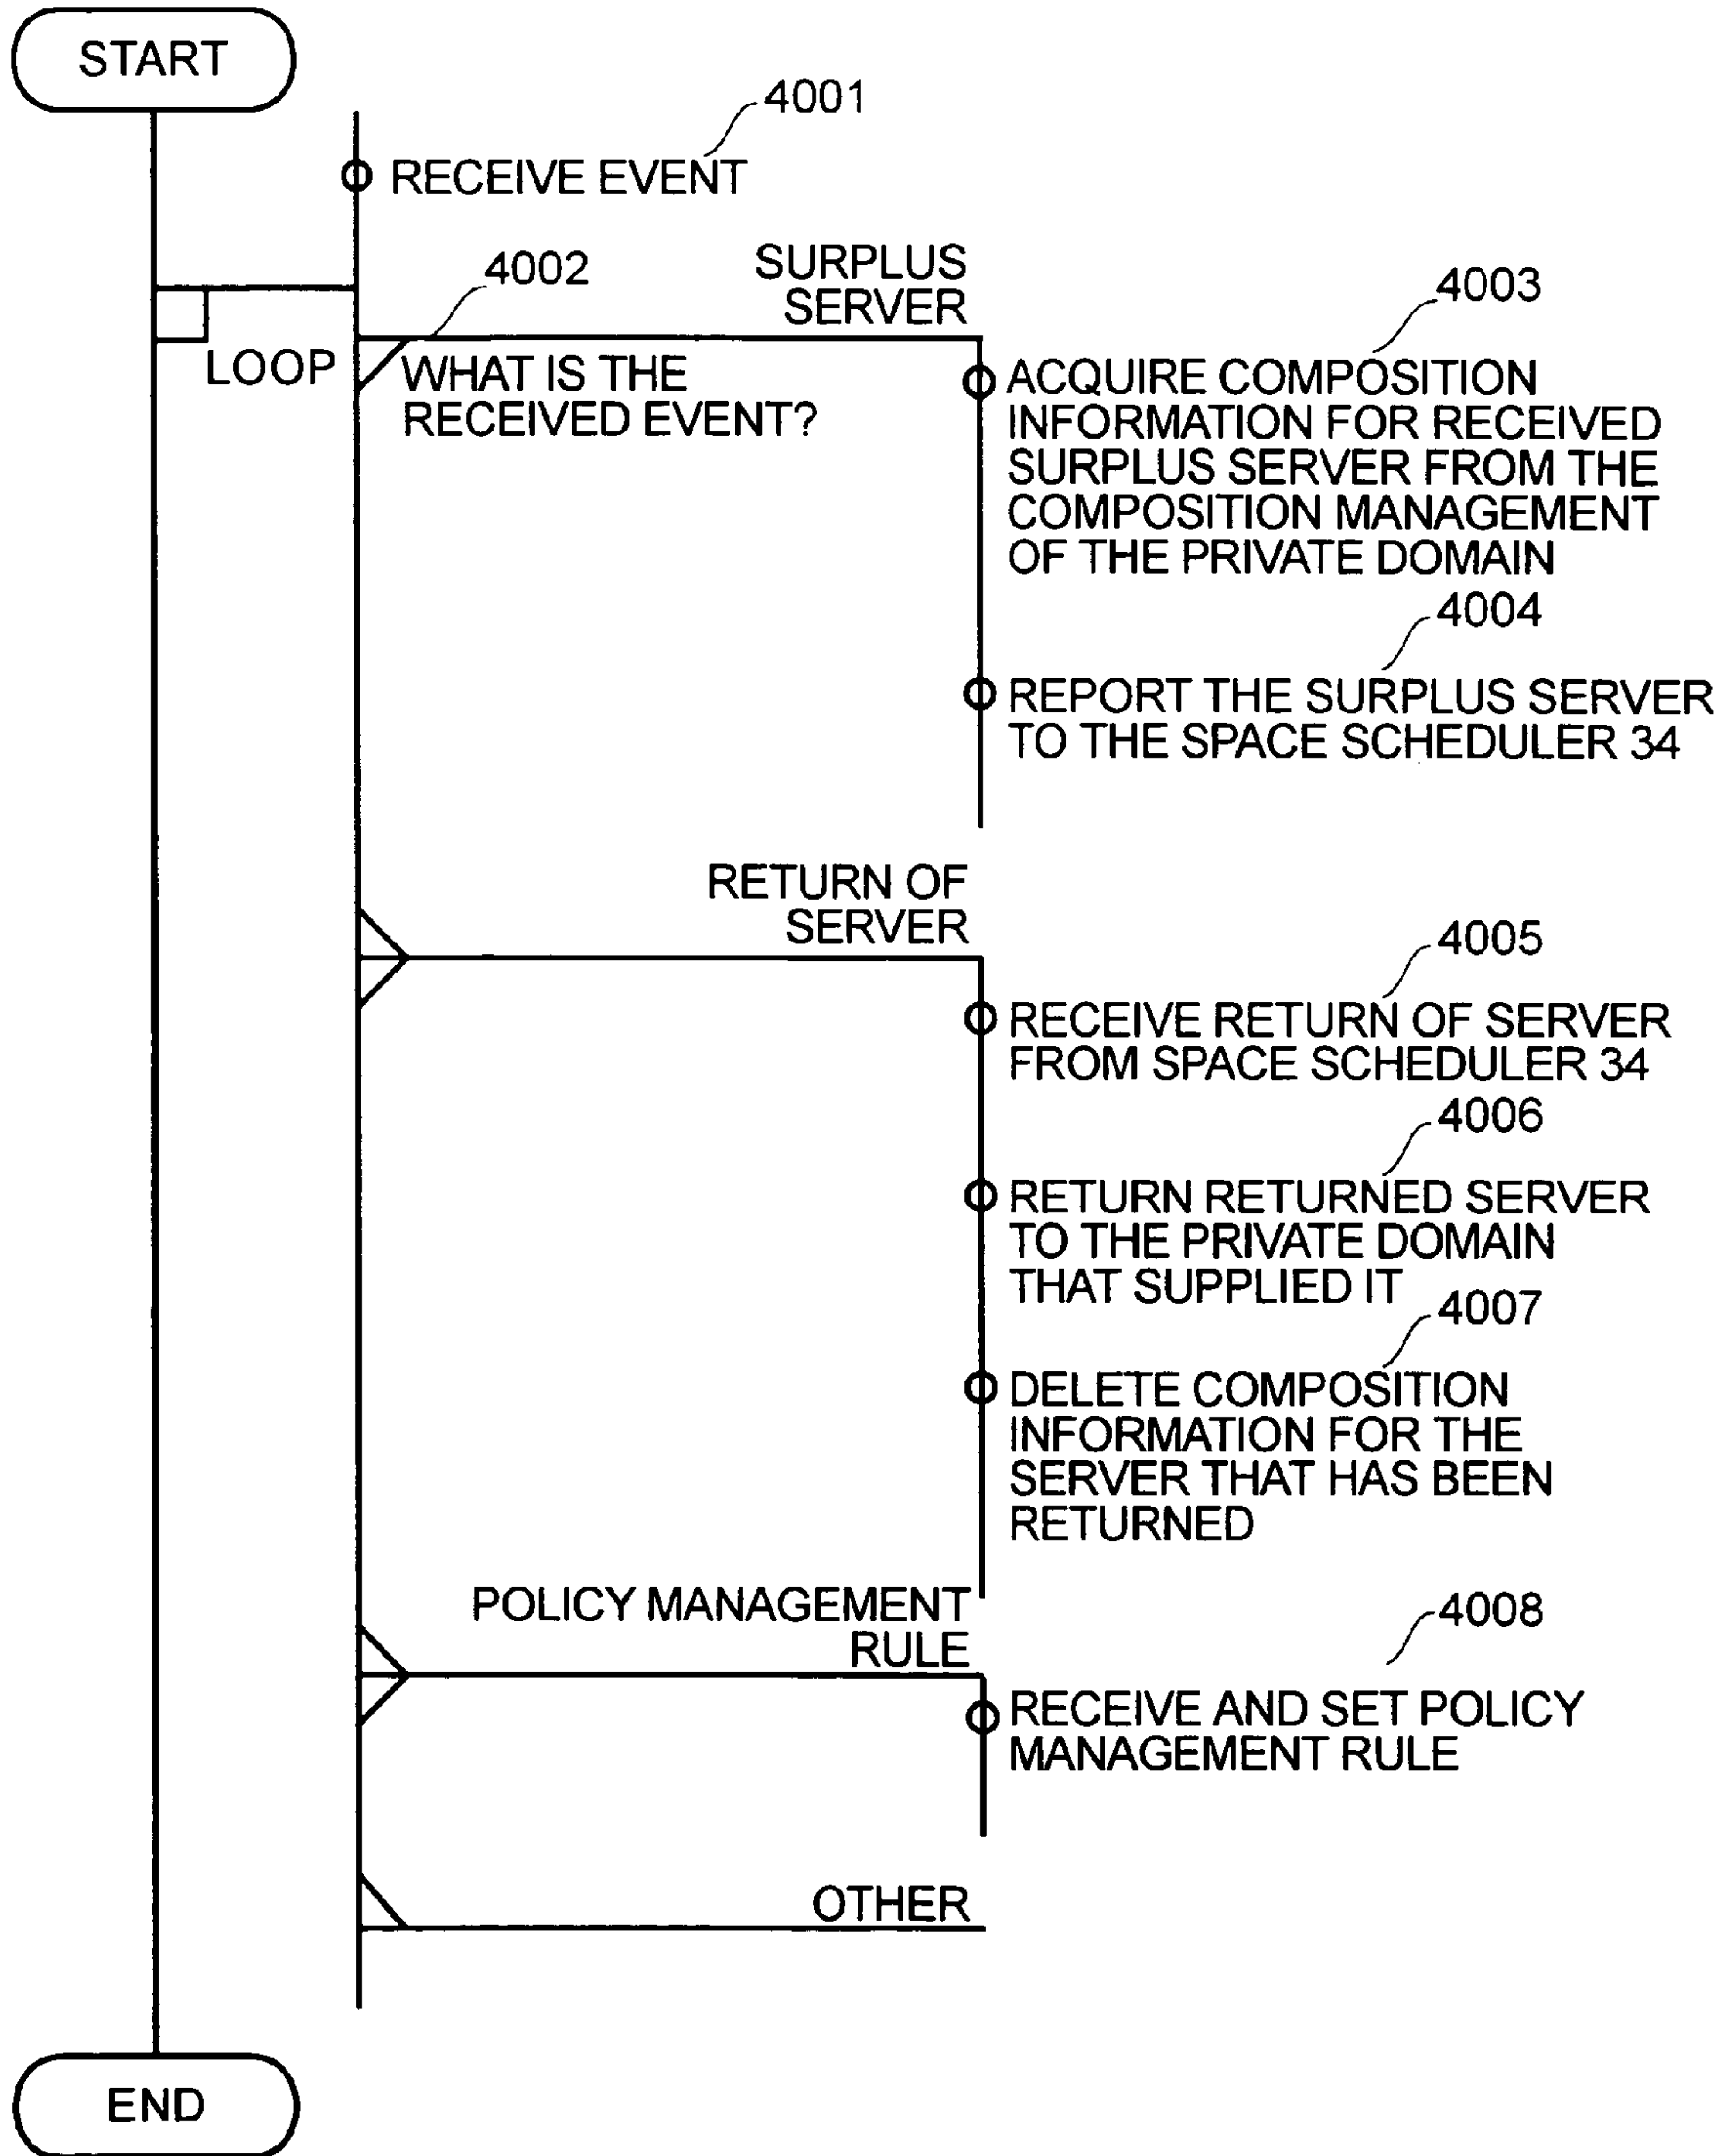 START
4001
RECEIVE EVENT
4002
SURPLUS
SERVER
LOOP
WHAT IS THE
RECEIVED EVENT?
4003
ACQUIRE COMPOSITION
INFORMATION FOR RECEIVED
SURPLUS SERVER FROM THE
COMPOSITION MANAGEMENT
OF THE PRIVATE DOMAIN
4004
REPORT THE SURPLUS SERVER
TO THE SPACE SCHEDULER 34
RETURN OF
SERVER
4005
RECEIVE RETURN OF SERVER
FROM SPACE SCHEDULER 34
4006
RETURN RETURNED SERVER
TO THE PRIVATE DOMAIN
THAT SUPPLIED IT
4007
DELETE COMPOSITION
INFORMATION FOR THE
SERVER THAT HAS BEEN
RETURNED
POLICY MANAGEMENT
RULE
4008
RECEIVE AND SET POLICY
MANAGEMENT RULE
OTHER
END